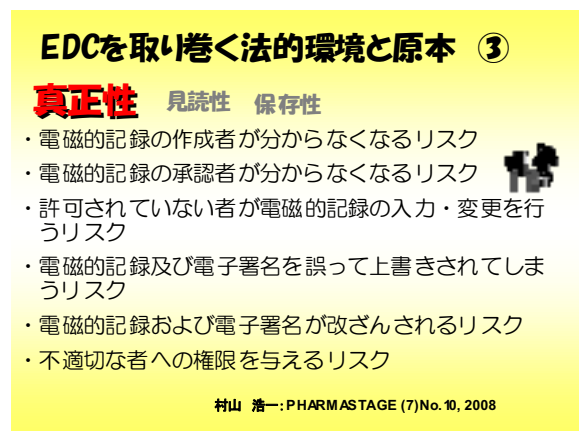 EDCを取り巻く法的環境と原本 ③
真正性 見読性 保存性
・電磁的記録の作成者が分からなくなるリスク
・電磁的記録の承認者が分からなくなるリスク
・許可されていない者が電磁的記録の入力・変更を行
うリスク
・電磁的記録及び電子署名を誤って上書きされてしま
うリスク
・電磁的記録および電子署名が改ざんされるリスク
・不適切な者への権限を与えるリスク
村山 浩一: PHARMASTAGE (7)No. 10, 2008